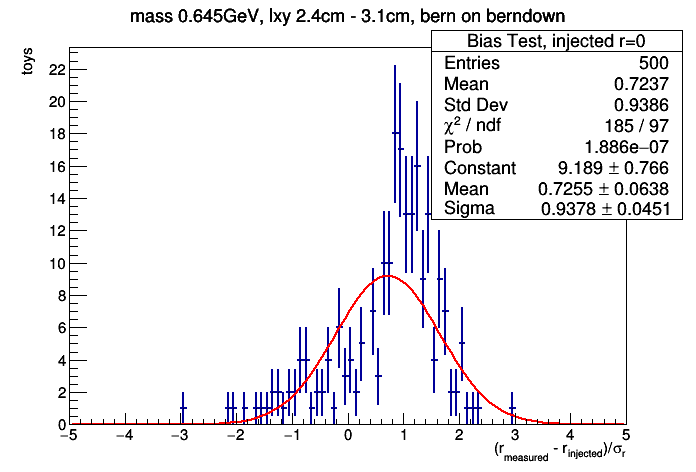 mass 0.645GeV, lxy 2.4cm - 3.1cm, bern on berndown
toys
Bias Test, injected r=0
Entries 500
Mean 0.7237
Std Dev 0.9386
χ² / ndf 185 / 97
Prob 1.886e−07
Constant 9.189 ± 0.766
Mean 0.7255 ± 0.0638
Sigma 0.9378 ± 0.0451
22
20
18
16
14
12
10
8
6
4
2
0
−5 −4 −3 −2 −1 0 1 2 3 4 5
(r_measured - r_injected)/σ_r